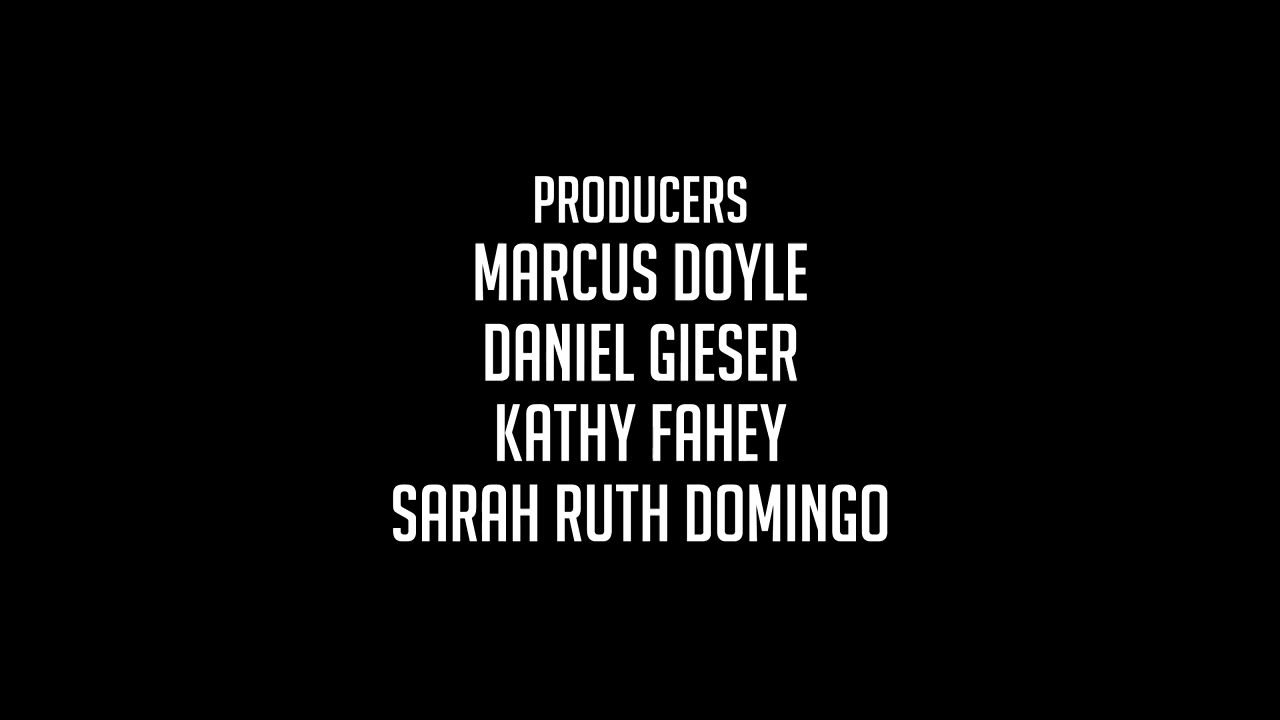 PRODUCERS
MARCUS DOYLE
DANIEL GIESER
KATHY FAHEY
SARAH RUTH DOMINGO